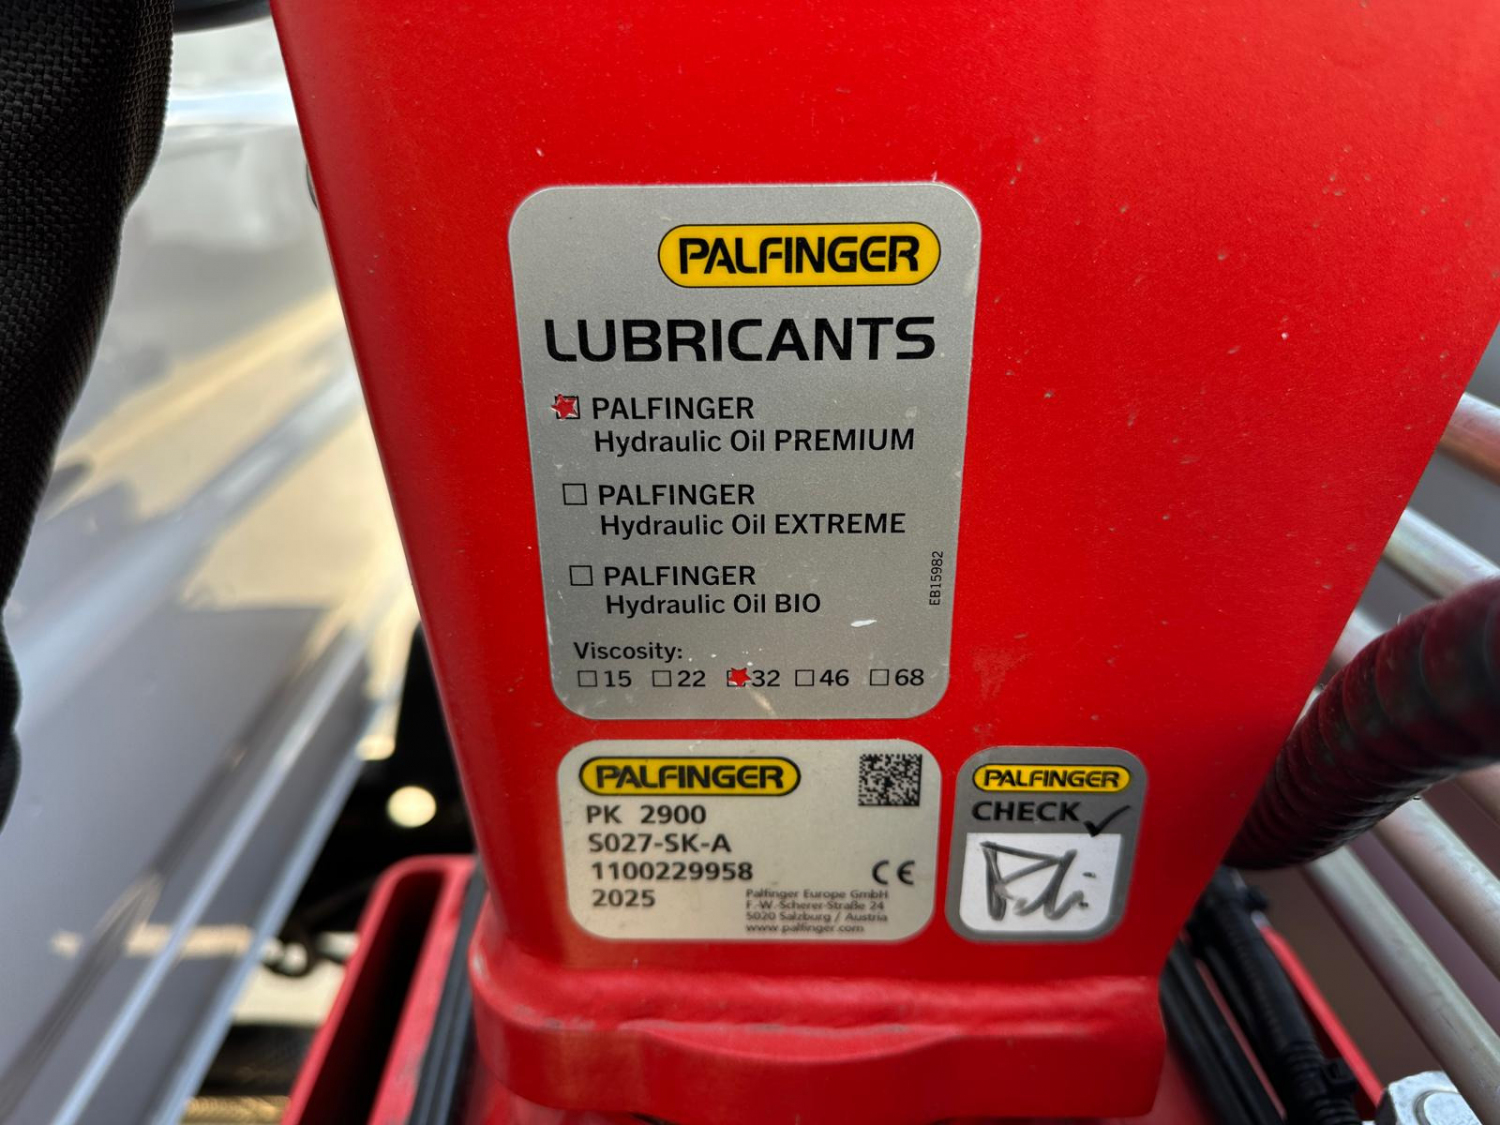 PALFINGER
LUBRICANTS
PALFINGER
Hydraulic Oil PREMIUM
PALFINGER
Hydraulic Oil EXTREME
PALFINGER
Hydraulic Oil BIO
EB15982
Viscosity:
15 22 32 46 68
PALFINGER
PK 2900
S027-SK-A
1100229958
2025
CE
Palfinger Europe GmbH
F.-W.-Scherer-Straße 24
5020 Salzburg / Austria
www.palfinger.com
PALFINGER
CHECK